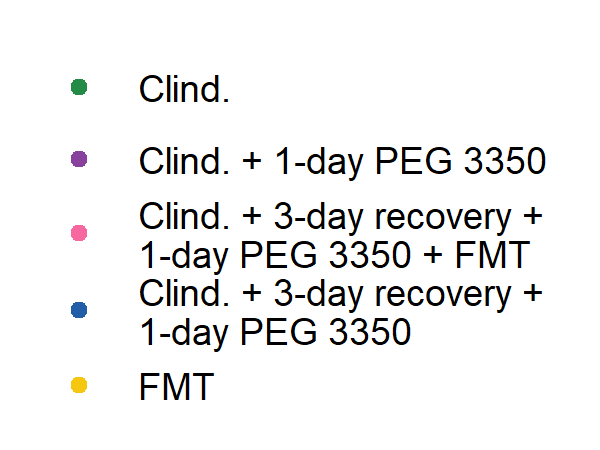 Clind.
Clind. + 1-day PEG 3350
Clind. + 3-day recovery +
1-day PEG 3350 + FMT
Clind. + 3-day recovery +
1-day PEG 3350
FMT